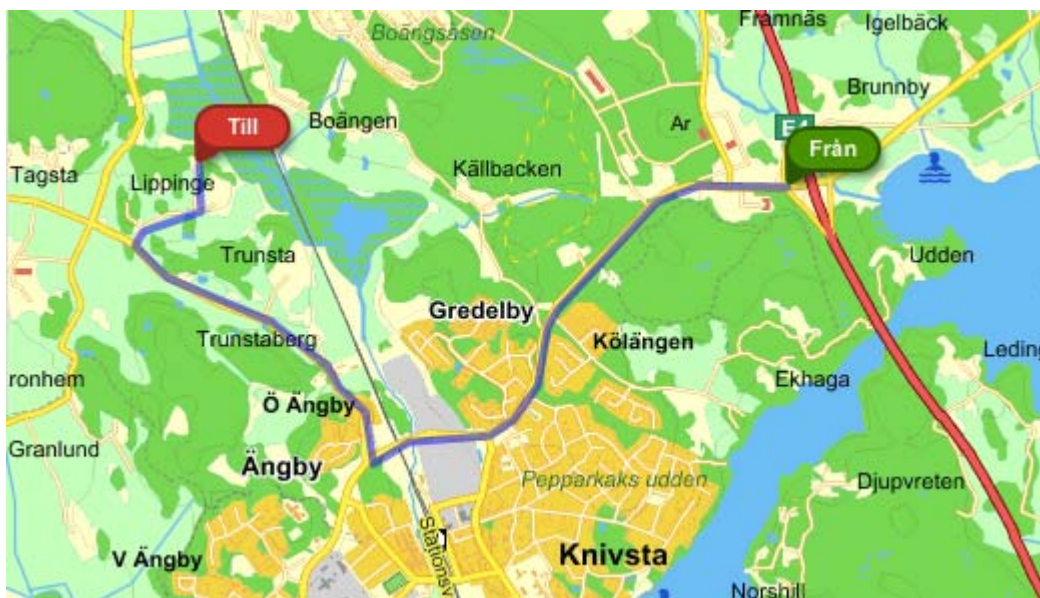 Främnäs
Igelbäck
Boängsåsen
Brunnby
E4
Till
Boängen
Ar
Från
Källbacken
Tagsta
Lippinge
Trunsta
Udden
Gredelby
Trunstaberg
Kölängen
Leding
ronhem
Ekhaga
Ö Ängby
Granlund
Ängby
Pepparkaks udden
Djupvreten
Stationsv
V Ängby
Knivsta
Norshill